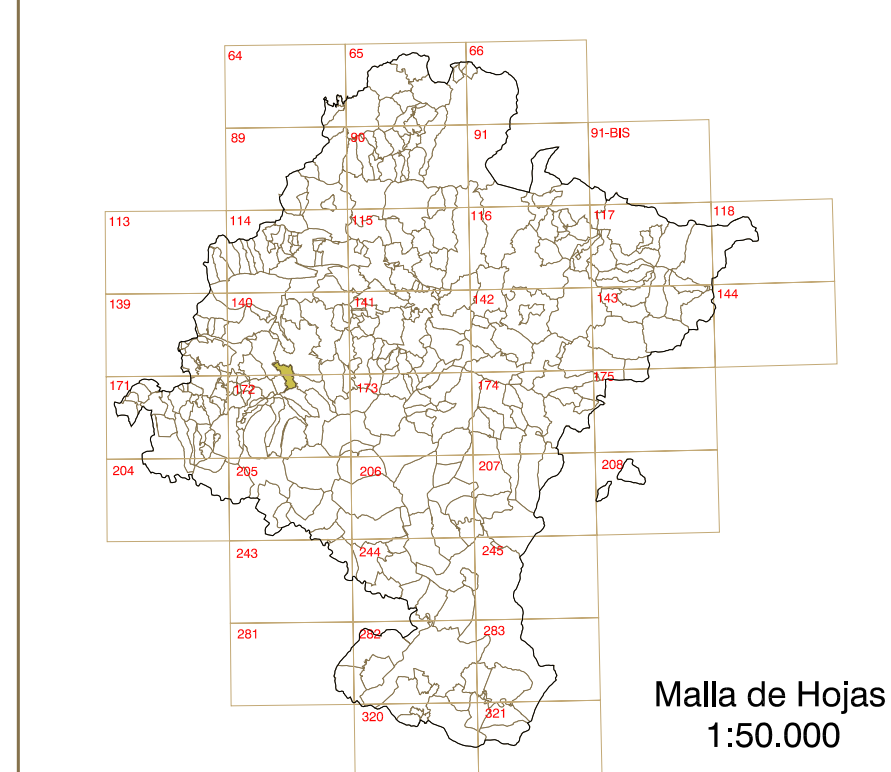 64 65 66
89 90 91 91-BIS
113 114 115 116 117 118
139 140 141 142 143 144
171 172 173 174 175
204 205 206 207 208
243 244 245
281 282 283
320 321
Malla de Hojas
1:50.000